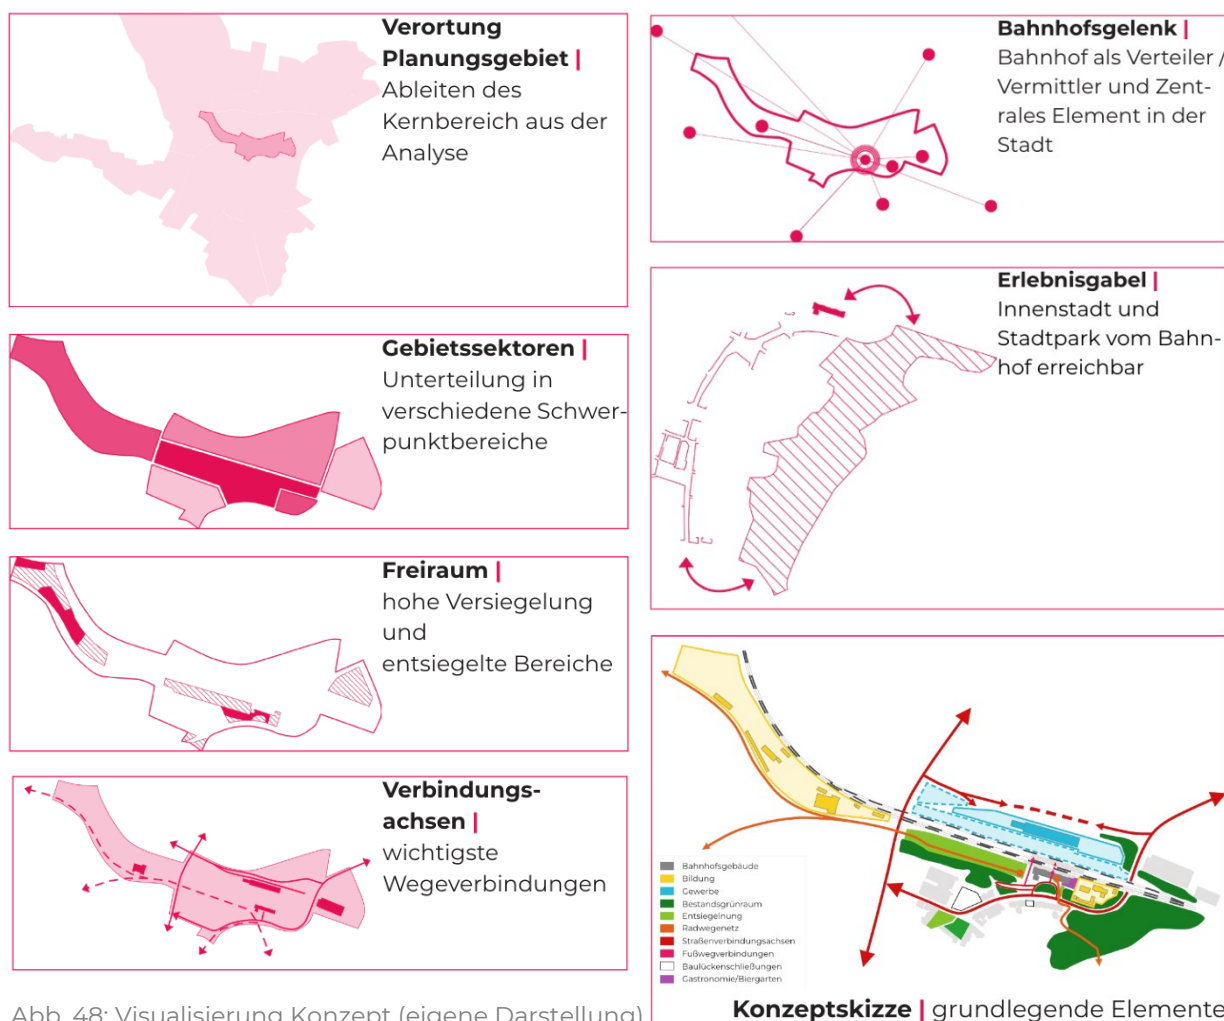 Verortung
Planungsgebiet |
Ableiten des
Kernbereich aus der
Analyse
Gebietssektoren |
Unterteilung in
verschiedene Schwer-
punktbereiche
Freiraum |
hohe Versiegelung
und
entsiegelte Bereiche
Verbindungs-
achsen |
wichtigste
Wegeverbindungen
Abb. 48: Visualisierung Konzept (eigene Darstellung)
Bahnhofsgelenk |
Bahnhof als Verteiler /
Vermittler und Zent-
rales Element in der
Stadt
Erlebnisgabel |
Innenstadt und
Stadtpark vom Bahn-
hof erreichbar
Bahnhofsgebäude
Bildung
Gewerbe
Bestandsgrünraum
Entsiegelnung
Radwegenetz
Straßenverbindungsachsen
Fußwegverbindungen
Baulückenschließungen
Gastronomie/Biergarten
Konzeptskizze | grundlegende Elemente